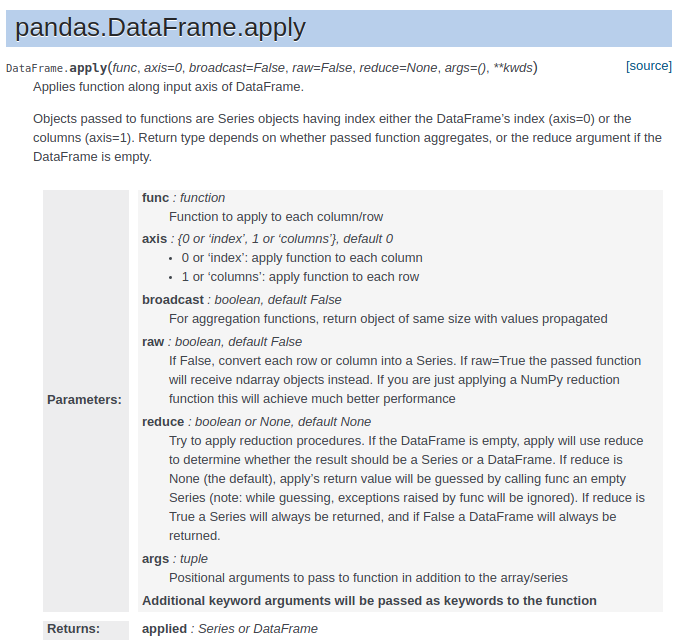 pandas.DataFrame.apply
DataFrame.apply(func, axis=0, broadcast=False, raw=False, reduce=None, args=(), **kwds) [source]
Applies function along input axis of DataFrame.
Objects passed to functions are Series objects having index either the DataFrame's index (axis=0) or the
columns (axis=1). Return type depends on whether passed function aggregates, or the reduce argument if the
DataFrame is empty.
Parameters:
func : function
Function to apply to each column/row
axis : {0 or ‘index’, 1 or ‘columns’}, default 0
• 0 or ‘index’: apply function to each column
• 1 or ‘columns’: apply function to each row
broadcast : boolean, default False
For aggregation functions, return object of same size with values propagated
raw : boolean, default False
If False, convert each row or column into a Series. If raw=True the passed function
will receive ndarray objects instead. If you are just applying a NumPy reduction
function this will achieve much better performance
reduce : boolean or None, default None
Try to apply reduction procedures. If the DataFrame is empty, apply will use reduce
to determine whether the result should be a Series or a DataFrame. If reduce is
None (the default), apply's return value will be guessed by calling func an empty
Series (note: while guessing, exceptions raised by func will be ignored). If reduce is
True a Series will always be returned, and if False a DataFrame will always be
returned.
args : tuple
Positional arguments to pass to function in addition to the array/series
Additional keyword arguments will be passed as keywords to the function
Returns:
applied : Series or DataFrame